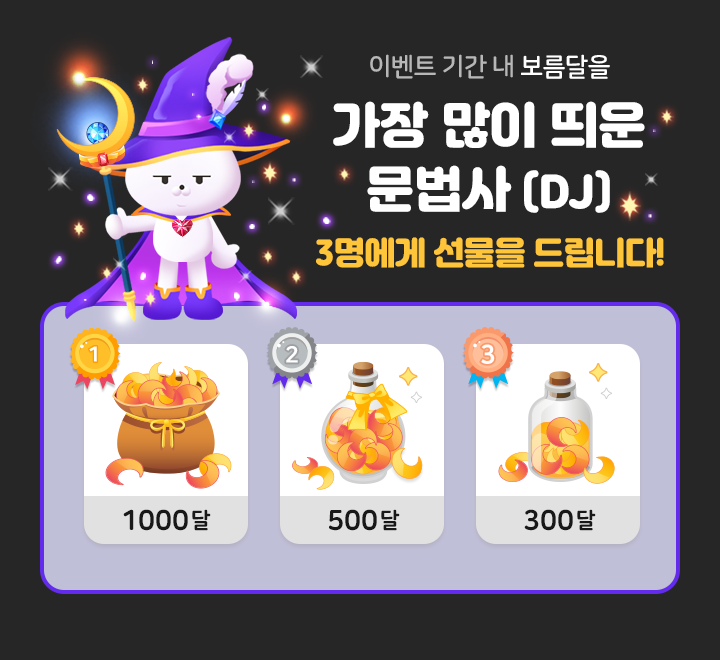 이벤트 기간 내 보름달을
가장 많이 띄운
문법사 (DJ)
3명에게 선물을 드립니다!
1
2
3
1000달
500달
300달